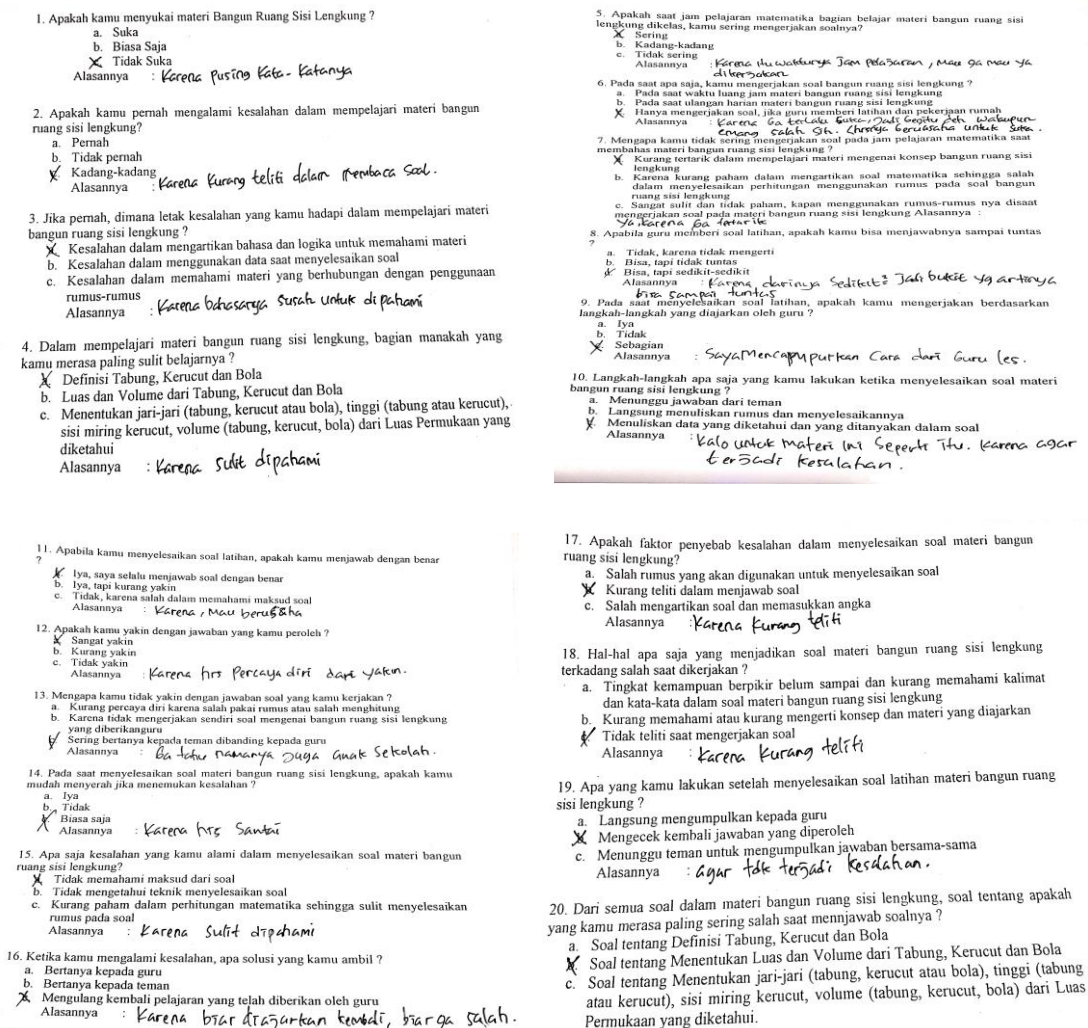 1. Apakah kamu menyukai materi Bangun Ruang Sisi Lengkung ?
a. Suka
b. Biasa Saja
Tidak Suka
Alasannya : Karena pusing kata-katanya
2. Apakah kamu pernah mengalami kesalahan dalam mempelajari materi bangun
ruang sisi lengkung?
a. Pernah
b. Tidak pernah
Kadang-kadang
Alasannya : Karena kurang teliti dalam membaca soal.
3. Jika pernah, dimana letak kesalahan yang kamu hadapi dalam mempelajari materi
bangun ruang sisi lengkung ?
Kesalahan dalam mengartikan bahasa dan logika untuk memahami materi
b. Kesalahan dalam menggunakan data saat menyelesaikan soal
c. Kesalahan dalam memahami materi yang berhubungan dengan penggunaan
rumus-rumus
Alasannya : Karena bahasanya susah untuk dipahami
4. Dalam mempelajari materi bangun ruang sisi lengkung, bagian manakah yang
kamu merasa paling sulit belajarnya ?
Definisi Tabung, Kerucut dan Bola
b. Luas dan Volume dari Tabung, Kerucut dan Bola
c. Menentukan jari-jari (tabung, kerucut atau bola), tinggi (tabung atau kerucut),
sisi miring kerucut, volume (tabung, kerucut, bola) dari Luas Permukaan yang
diketahui
Alasannya : Karena sulit dipahami
5. Apakah saat jam pelajaran matematika bagian belajar materi bangun ruang sisi
lengkung dikelas, kamu sering mengerjakan soalnya?
Sering
b. Kadang-kadang
c. Tidak sering
Alasannya : Karena itu waktunya Jam pelajaran, Mau ga mau ya
dikerjakan
6. Pada saat apa saja, kamu mengerjakan soal bangun ruang sisi lengkung ?
a. Pada saat waktu luang jam materi bangun ruang sisi lengkung
b. Pada saat ulangan harian materi bangun ruang sisi lengkung
Hanya mengerjakan soal, jika guru memberi latihan dan pekerjaan rumah
Alasannya : Karena Ga terlalu suka, Jadi begitu deh walaupun
emang salah sih. berusaha untuk suka.
7. Mengapa kamu tidak sering mengerjakan soal pada jam pelajaran matematika saat
membahas materi bangun ruang sisi lengkung ?
Kurang tertarik dalam mempelajari materi mengenai konsep bangun ruang sisi
lengkung
b. Karena kurang paham dalam mengartikan soal matematika sehingga salah
dalam menyelesaikan perhitungan menggunakan rumus pada soal bangun
ruang sisi lengkung
c. Sangat sulit dan tidak paham, kapan menggunakan rumus-rumus nya disaat
mengerjakan soal pada materi bangun ruang sisi lengkung Alasannya :
Ya, karena Ga tertarik
8. Apabila guru memberi soal latihan, apakah kamu bisa menjawabnya sampai tuntas
?
a. Tidak, karena tidak mengerti
b. Bisa, tapi tidak tuntas
Bisa, tapi sedikit-sedikit
Alasannya : Karena, darinya Sedikit² Jadi bukit yg artinya
bisa sampai tuntas
9. Pada saat menyelesaikan soal latihan, apakah kamu mengerjakan berdasarkan
langkah-langkah yang diajarkan oleh guru ?
a. Iya
b. Tidak
Sebagian
Alasannya : Saya Mencampurkan Cara dari Guru les.
10. Langkah-langkah apa saja yang kamu lakukan ketika menyelesaikan soal materi
bangun ruang sisi lengkung ?
a. Menunggu jawaban dari teman
b. Langsung menuliskan rumus dan menyelesaikannya
Menuliskan data yang diketahui dan yang ditanyakan dalam soal
Alasannya : Kalo untuk Materi ini Seperti itu. Karena agar
terjadi kesalahan.
11. Apabila kamu menyelesaikan soal latihan, apakah kamu menjawab dengan benar
?
Iya, saya selalu menjawab soal dengan benar
b. Iya, tapi kurang yakin
c. Tidak, karena salah dalam memahami maksud soal
Alasannya : Karena, Mau berusaha
12. Apakah kamu yakin dengan jawaban yang kamu peroleh ?
Sangat yakin
b. Kurang yakin
c. Tidak yakin
Alasannya : Karena hrs Percaya diri dari yakin.
13. Mengapa kamu tidak yakin dengan jawaban soal yang kamu kerjakan ?
a. Kurang percaya diri karena salah pakai rumus atau salah menghitung
b. Karena tidak mengerjakan sendiri soal mengenai bangun ruang sisi lengkung
yang diberikanguru
Sering bertanya kepada teman dibanding kepada guru
Alasannya : namanya Juga anak Sekolah.
14. Pada saat menyelesaikan soal materi bangun ruang sisi lengkung, apakah kamu
mudah menyerah jika menemukan kesalahan ?
a. Iya
b. Tidak
Biasa saja
Alasannya : Karena hrs Santai
15. Apa saja kesalahan yang kamu alami dalam menyelesaikan soal materi bangun
ruang sisi lengkung?
Tidak memahami maksud dari soal
b. Tidak mengetahui teknik menyelesaikan soal
c. Kurang paham dalam perhitungan matematika sehingga sulit menyelesaikan
rumus pada soal
Alasannya : Karena Sulit dipahami
16. Ketika kamu mengalami kesalahan, apa solusi yang kamu ambil ?
a. Bertanya kepada guru
b. Bertanya kepada teman
Mengulang kembali pelajaran yang telah diberikan oleh guru
Alasannya : Karena biar diajarkan kembali, biar ga salah.
17. Apakah faktor penyebab kesalahan dalam menyelesaikan soal materi bangun
ruang sisi lengkung?
a. Salah rumus yang akan digunakan untuk menyelesaikan soal
Kurang teliti dalam menjawab soal
c. Salah mengartikan soal dan memasukkan angka
Alasannya : Karena kurang teliti
18. Hal-hal apa saja yang menjadikan soal materi bangun ruang sisi lengkung
terkadang salah saat dikerjakan ?
a. Tingkat kemampuan berpikir belum sampai dan kurang memahami kalimat
dan kata-kata dalam soal materi bangun ruang sisi lengkung
b. Kurang memahami atau kurang mengerti konsep dan materi yang diajarkan
Tidak teliti saat mengerjakan soal
Alasannya : Karena Kurang teliti
19. Apa yang kamu lakukan setelah menyelesaikan soal latihan materi bangun ruang
sisi lengkung ?
a. Langsung mengumpulkan kepada guru
Mengecek kembali jawaban yang diperoleh
c. Menunggu teman untuk mengumpulkan jawaban bersama-sama
Alasannya : agar tdk terjadi Kesalahan.
20. Dari semua soal dalam materi bangun ruang sisi lengkung, soal tentang apakah
yang kamu merasa paling sering salah saat mennjawab soalnya ?
a. Soal tentang Definisi Tabung, Kerucut dan Bola
Soal tentang Menentukan Luas dan Volume dari Tabung, Kerucut dan Bola
c. Soal tentang Menentukan jari-jari (tabung, kerucut atau bola), tinggi (tabung
atau kerucut), sisi miring kerucut, volume (tabung, kerucut, bola) dari Luas
Permukaan yang diketahui.